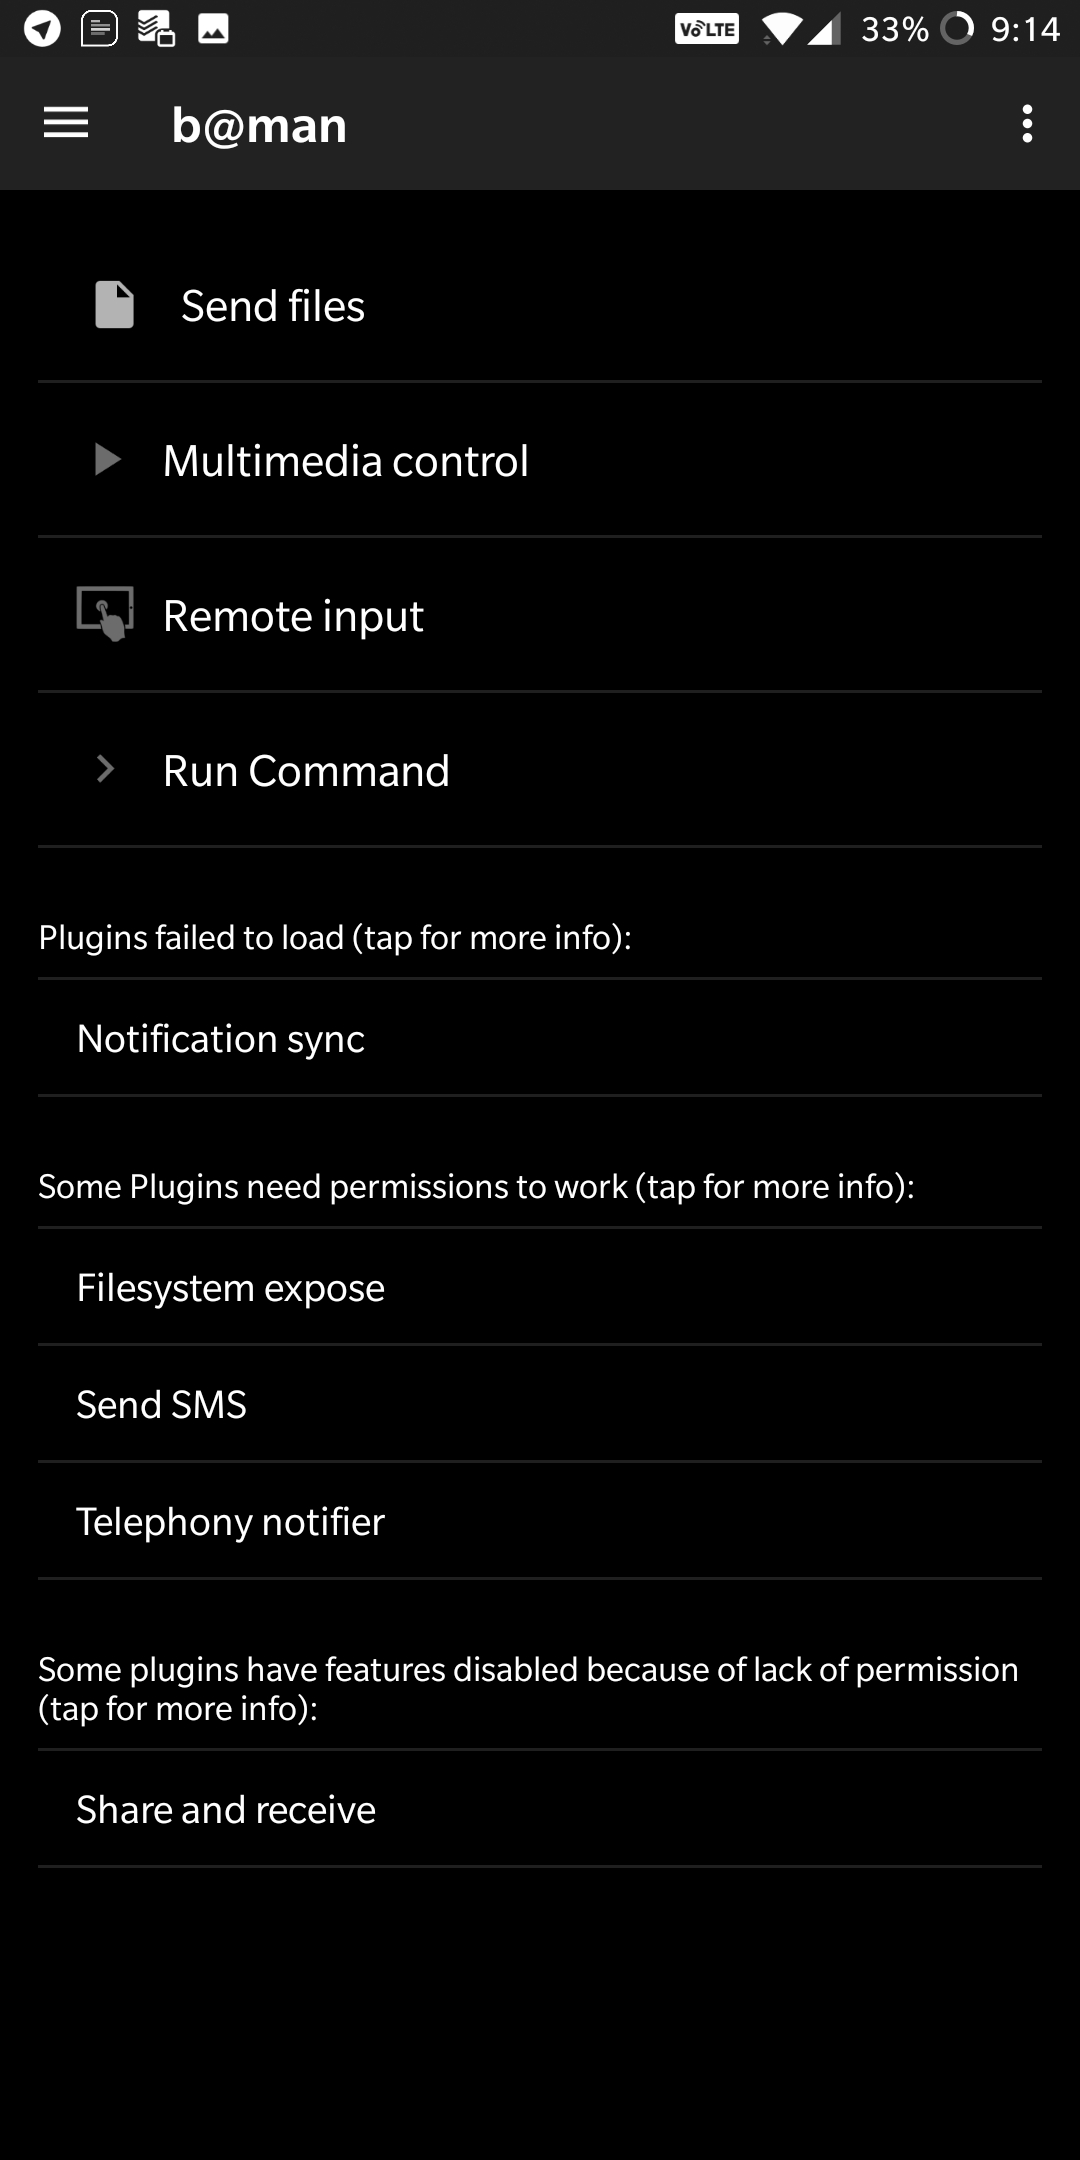 VoLTE 33% 9:14
b@man
Send files
Multimedia control
Remote input
Run Command
Plugins failed to load (tap for more info):
Notification sync
Some Plugins need permissions to work (tap for more info):
Filesystem expose
Send SMS
Telephony notifier
Some plugins have features disabled because of lack of permission
(tap for more info):
Share and receive